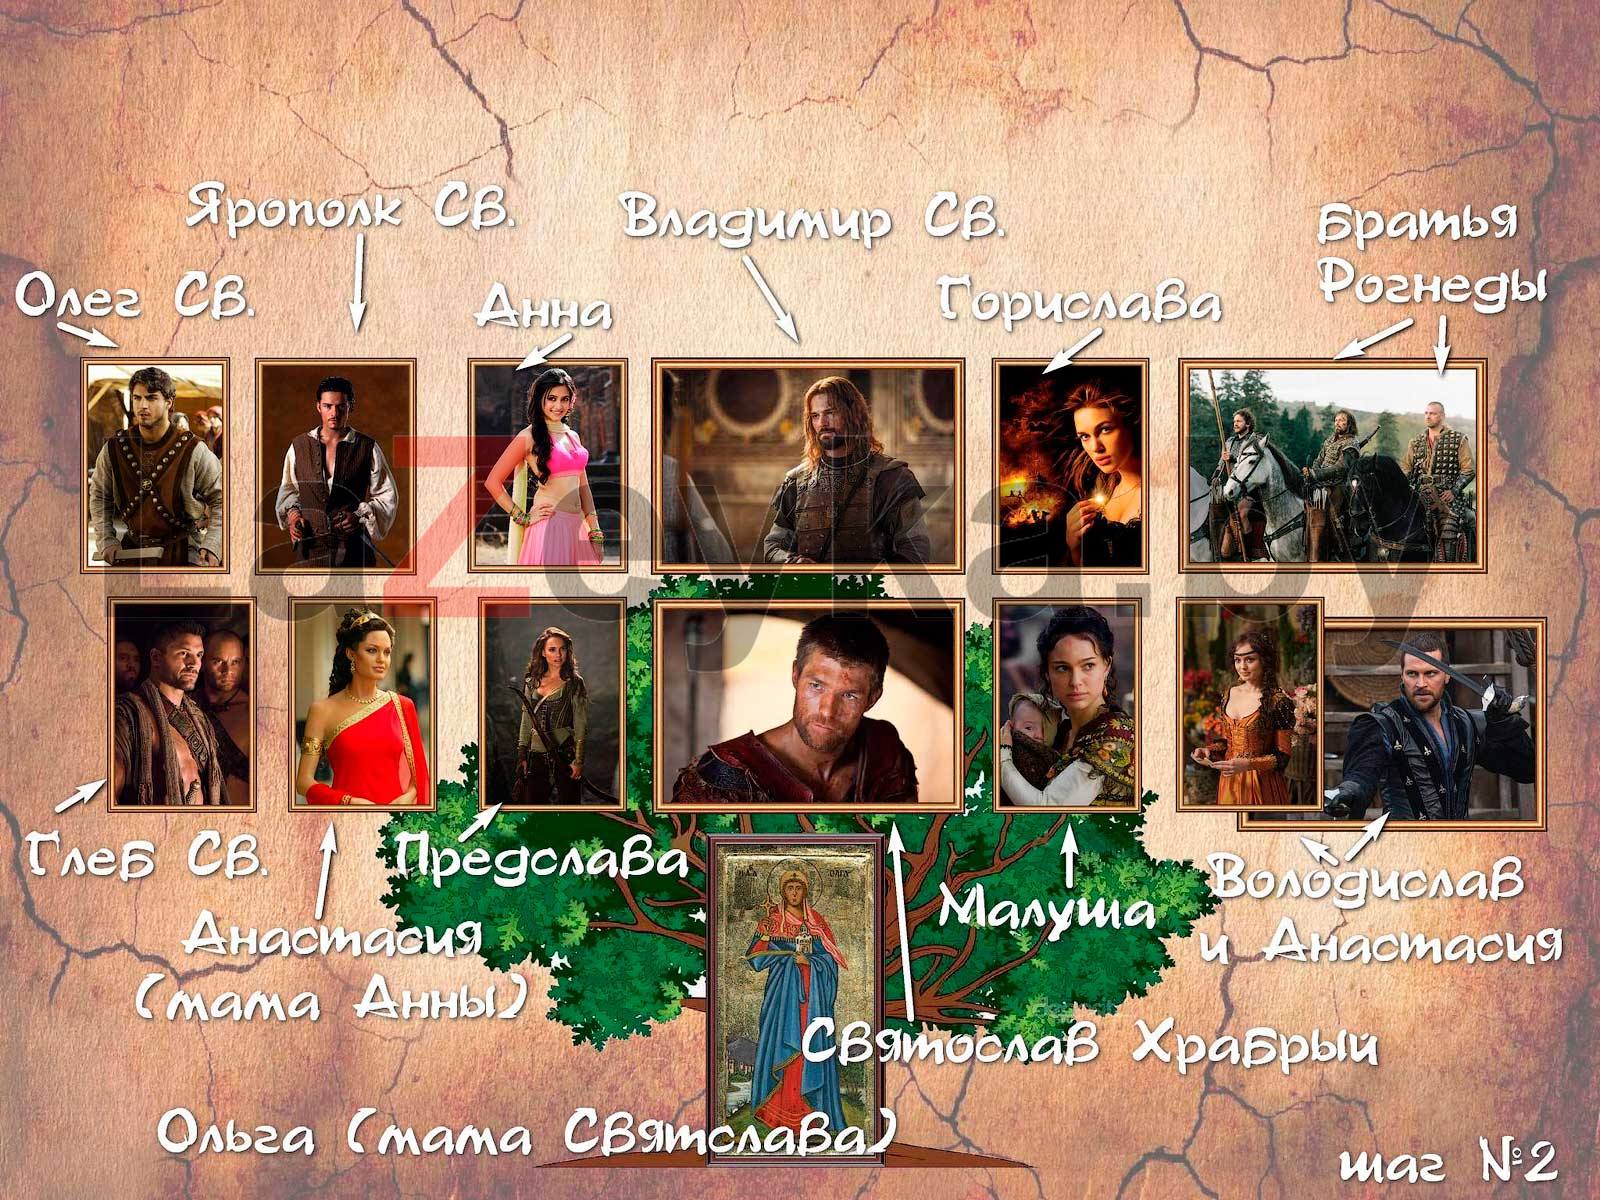 Ярополк Св.
Владимир Св.
Братья
Рогнеды
Олег Св.
Анна
Горислава
LaZeyka.by
Глеб Св.
Предслава
Малуша
Володислав
и Анастасия
Анастасия
(мама Анны)
Святослав Храбрый
Ольга (мама Святслава)
шаг №2